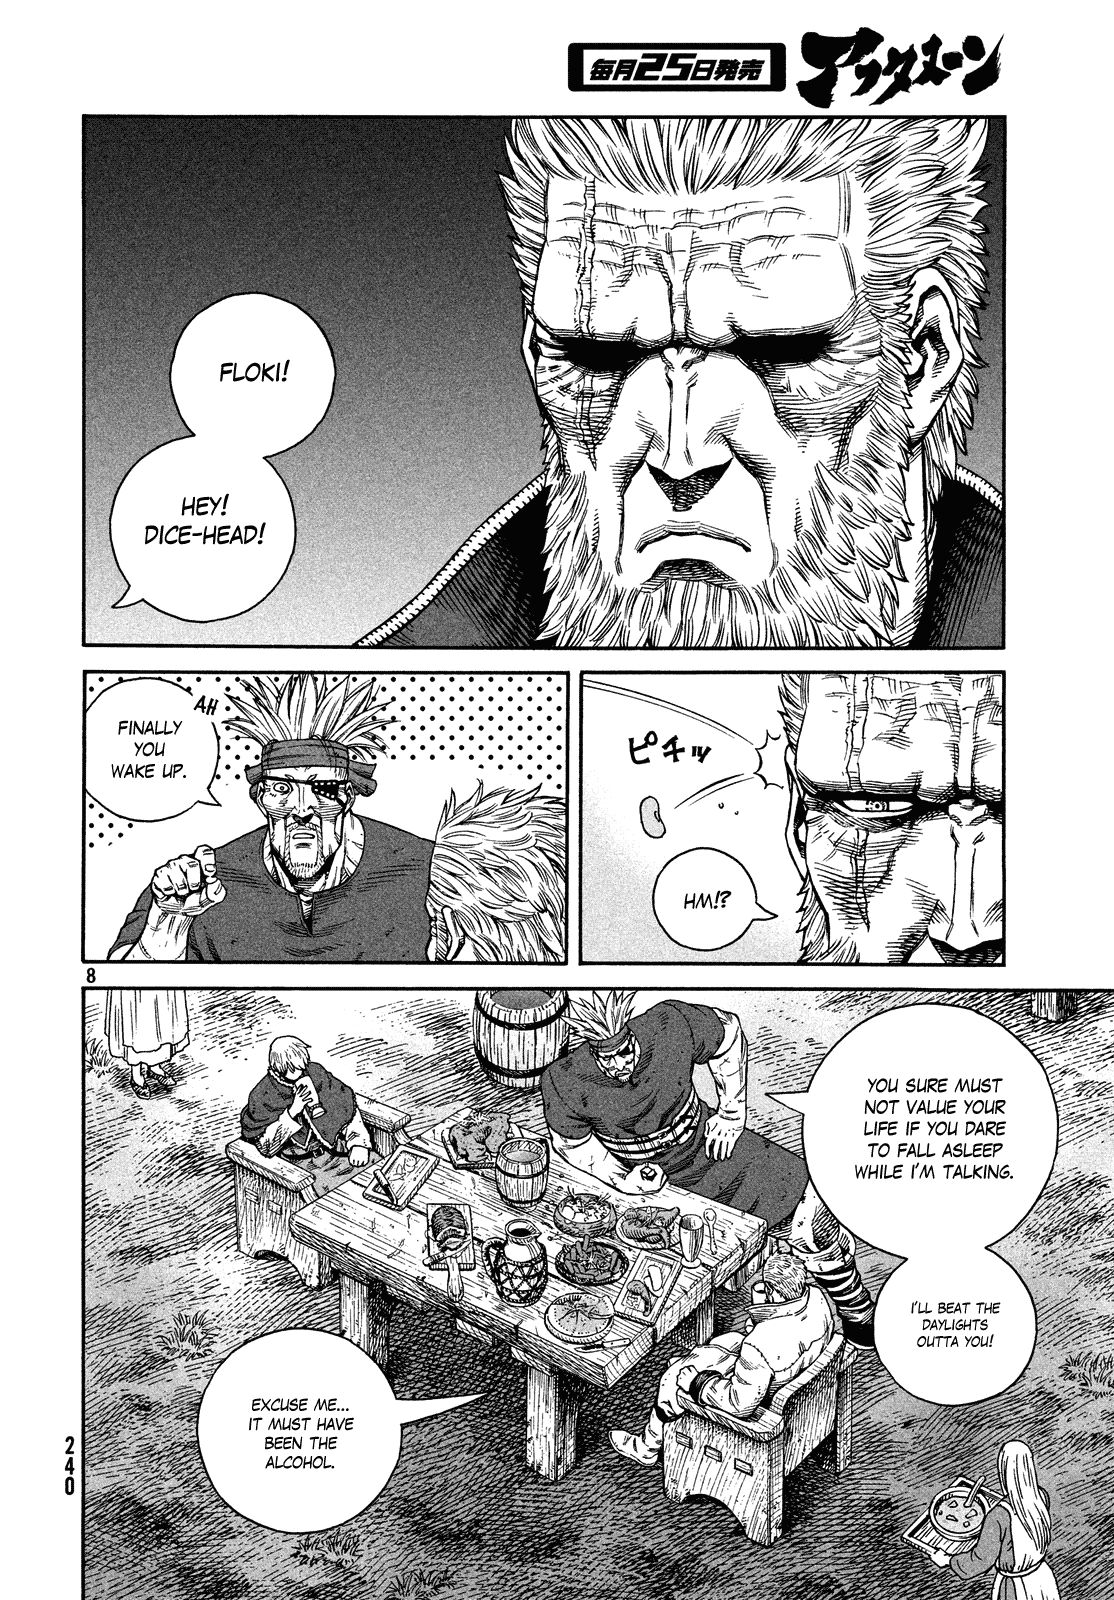 毎月25日発売
アフタヌーン
FLOKI!
HEY!
DICE-HEAD!
ピチッ
HM!?
AH
FINALLY
YOU
WAKE UP.
8
YOU SURE MUST
NOT VALUE YOUR
LIFE IF YOU DARE
TO FALL ASLEEP
WHILE I'M TALKING.
I'LL BEAT THE
DAYLIGHTS
OUTTA YOU!
EXCUSE ME...
IT MUST HAVE
BEEN THE
ALCOHOL.
240